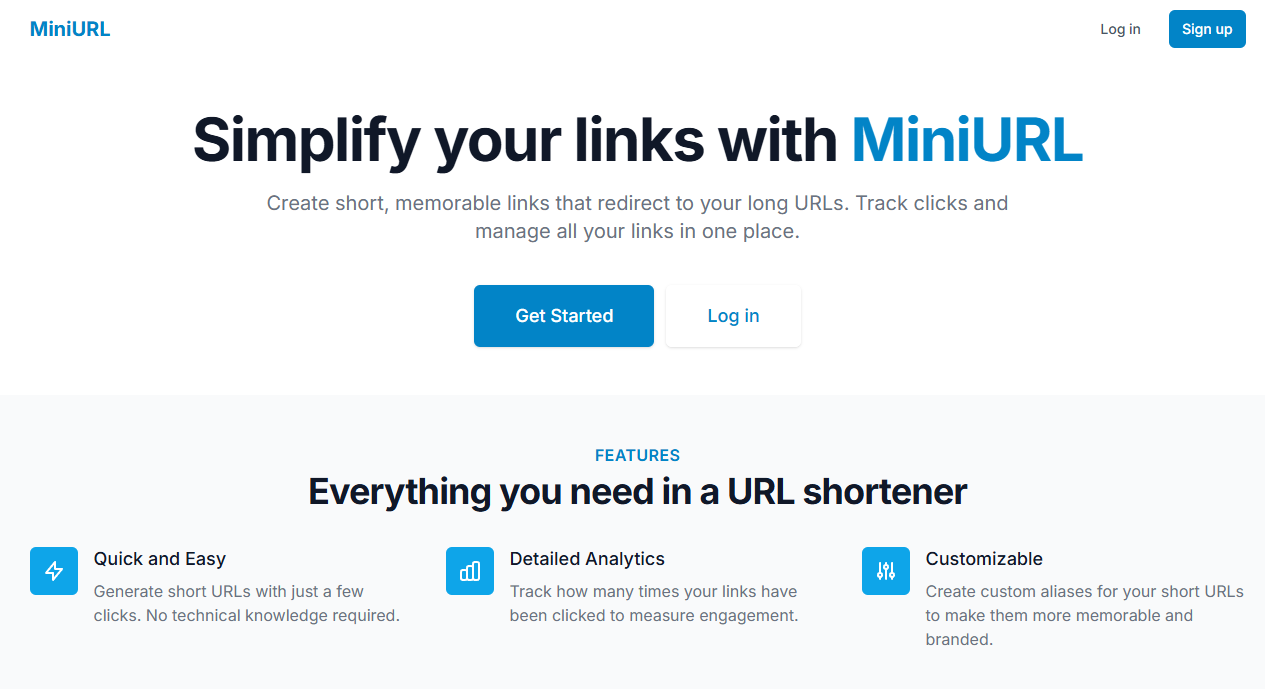 MiniURL
Log in
Sign up
Simplify your links with MiniURL
Create short, memorable links that redirect to your long URLs. Track clicks and
manage all your links in one place.
Get Started
Log in
FEATURES
Everything you need in a URL shortener
Quick and Easy
Generate short URLs with just a few
clicks. No technical knowledge required.
Detailed Analytics
Track how many times your links have
been clicked to measure engagement.
Customizable
Create custom aliases for your short URLs
to make them more memorable and
branded.